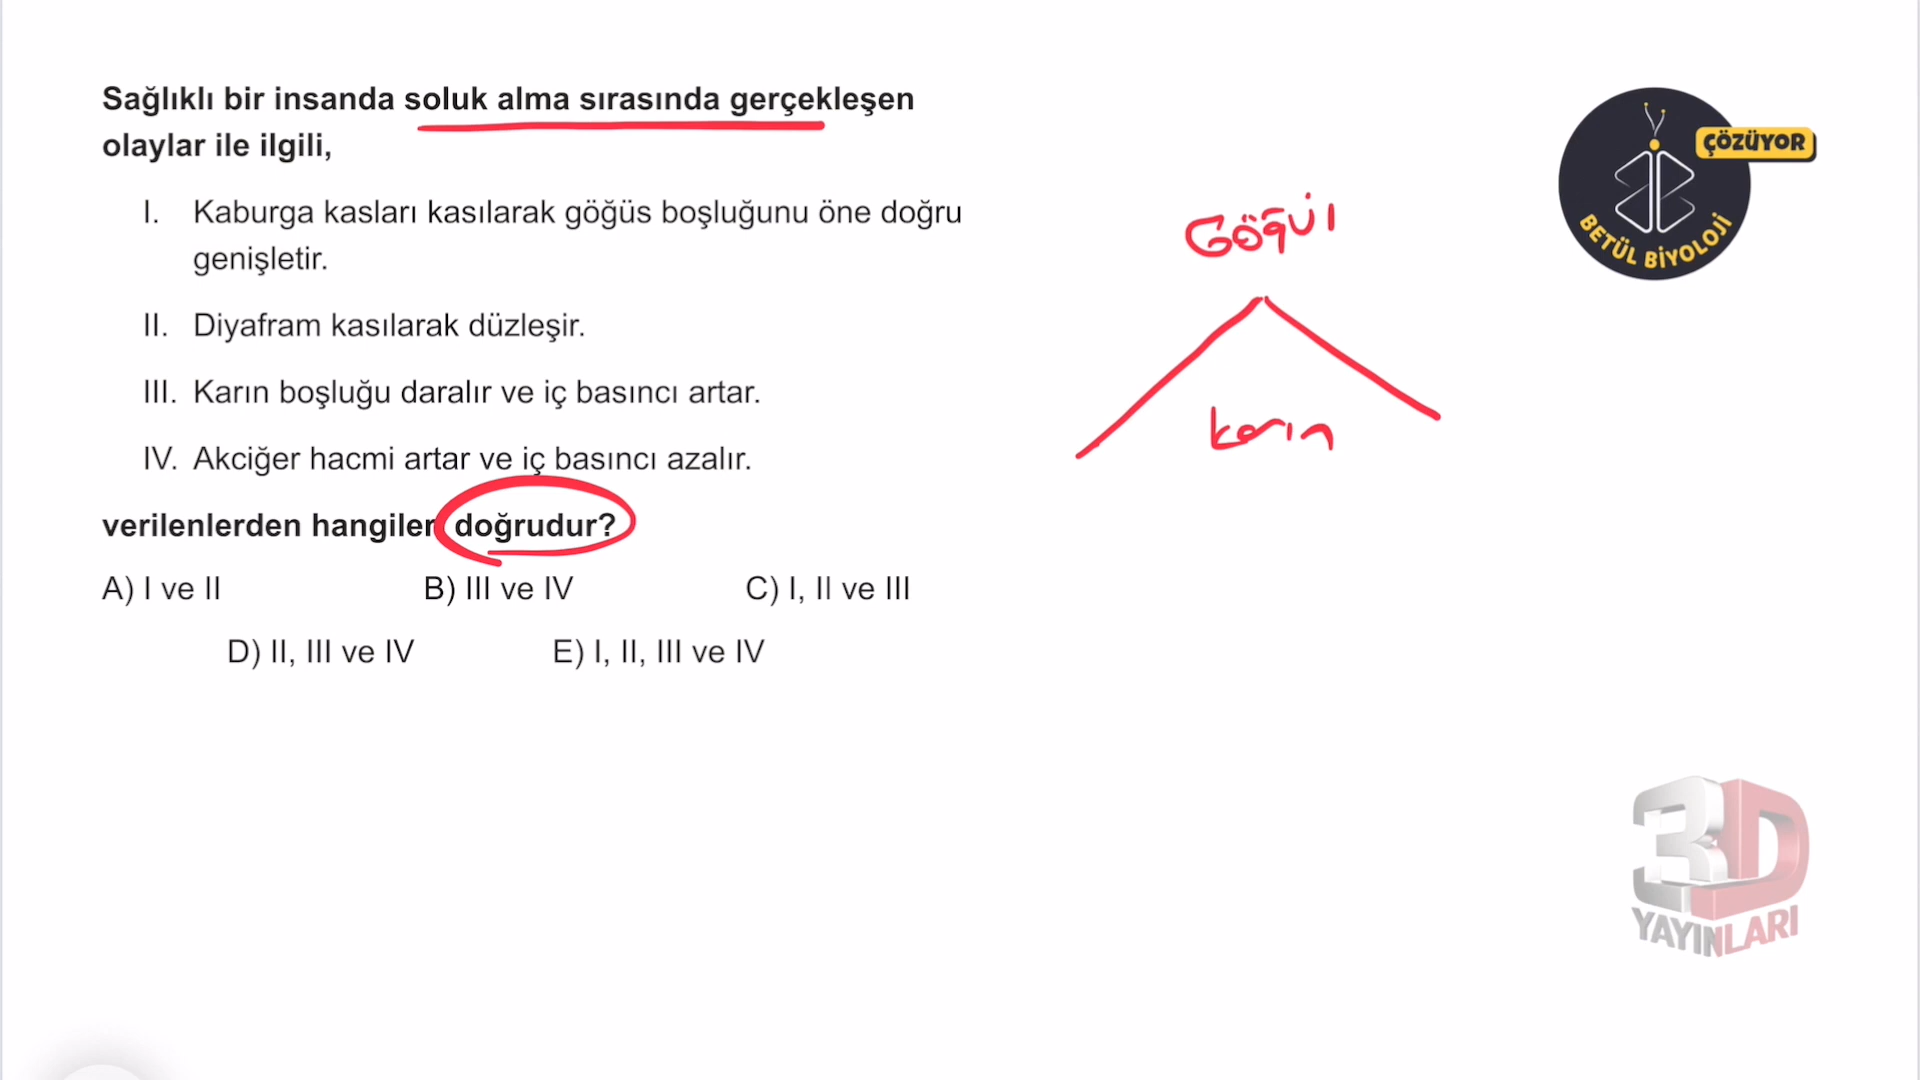 Sağlıklı bir insanda soluk alma sırasında gerçekleşen
olaylar ile ilgili,
I. Kaburga kasları kasılarak göğüs boşluğunu öne doğru
genişletir.
II. Diyafram kasılarak düzleşir.
III. Karın boşluğu daralır ve iç basıncı artar.
IV. Akciğer hacmi artar ve iç basıncı azalır.
verilenlerden hangiler doğrudur?
A) I ve II B) III ve IV C) I, II ve III
D) II, III ve IV E) I, II, III ve IV
karın
ÇÖZÜYOR
BETÜL BİYOLOJİ
3D
YAYINLARI